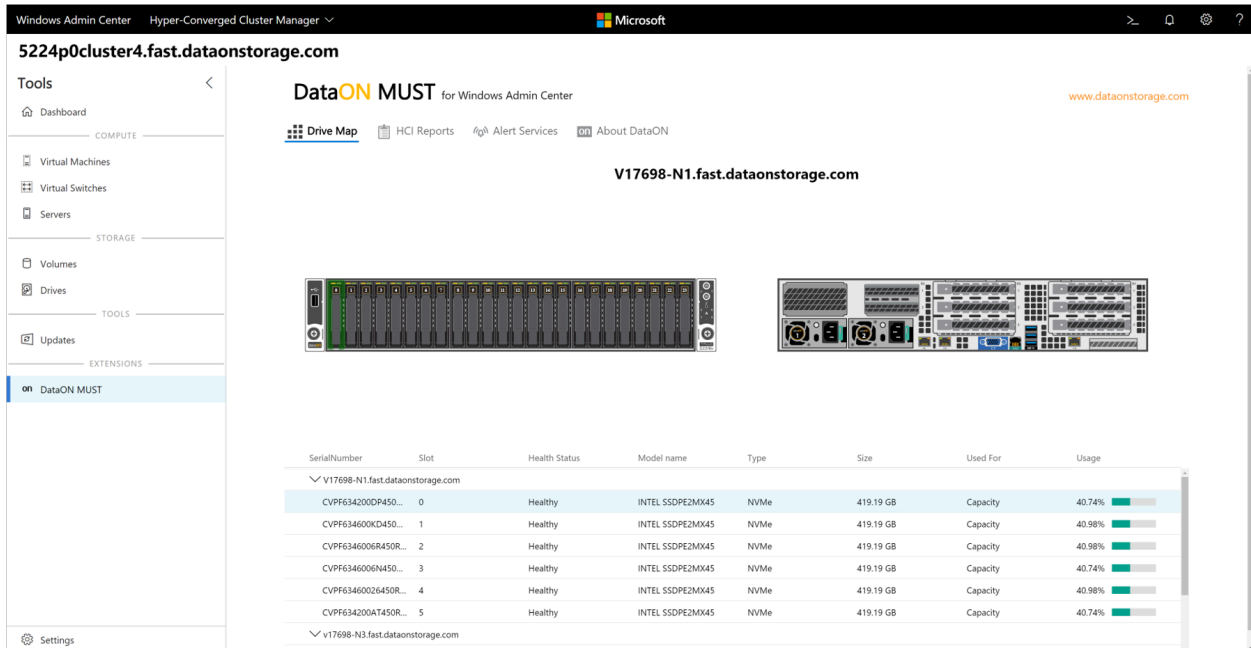 Windows Admin Center Hyper-Converged Cluster Manager Microsoft
5224p0cluster4.fast.dataonstorage.com
Tools
Dashboard
COMPUTE
Virtual Machines
Virtual Switches
Servers
STORAGE
Volumes
Drives
TOOLS
Updates
EXTENSIONS
on DataON MUST
Settings
DataON MUST for Windows Admin Center
www.dataonstorage.com
Drive Map HCI Reports Alert Services on About DataON
V17698-N1.fast.dataonstorage.com
SerialNumber Slot Health Status Model name Type Size Used For Usage
V17698-N1.fast.dataonstorage.com
CVPF634200DP450... 0 Healthy INTEL SSDPE2MX45 NVMe 419.19 GB Capacity 40.74%
CVPF634600KD450... 1 Healthy INTEL SSDPE2MX45 NVMe 419.19 GB Capacity 40.98%
CVPF6346006R450R... 2 Healthy INTEL SSDPE2MX45 NVMe 419.19 GB Capacity 40.98%
CVPF6346006N450... 3 Healthy INTEL SSDPE2MX45 NVMe 419.19 GB Capacity 40.74%
CVPF63460026450R... 4 Healthy INTEL SSDPE2MX45 NVMe 419.19 GB Capacity 40.98%
CVPF634200AT450R... 5 Healthy INTEL SSDPE2MX45 NVMe 419.19 GB Capacity 40.74%
v17698-N3.fast.dataonstorage.com